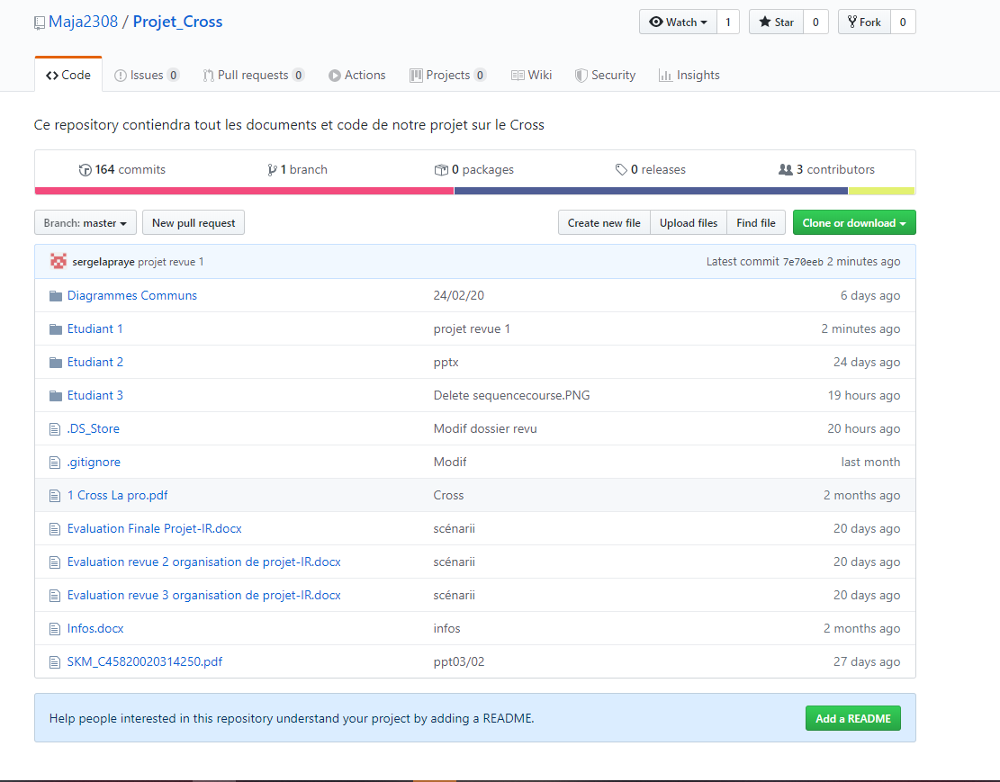 Maja2308 / Projet_Cross Watch 1 Star 0 Fork 0
Code Issues 0 Pull requests 0 Actions Projects 0 Wiki Security Insights
Ce repository contiendra tout les documents et code de notre projet sur le Cross
164 commits 1 branch 0 packages 0 releases 3 contributors
Branch: master New pull request Create new file Upload files Find file Clone or download
sergelapraye projet revue 1 Latest commit 7e70eeb 2 minutes ago
Diagrammes Communs 24/02/20 6 days ago
Etudiant 1 projet revue 1 2 minutes ago
Etudiant 2 pptx 24 days ago
Etudiant 3 Delete sequencecourse.PNG 19 hours ago
.DS_Store Modif dossier revu 20 hours ago
.gitignore Modif last month
1 Cross La pro.pdf Cross 2 months ago
Evaluation Finale Projet-IR.docx scénarii 20 days ago
Evaluation revue 2 organisation de projet-IR.docx scénarii 20 days ago
Evaluation revue 3 organisation de projet-IR.docx scénarii 20 days ago
Infos.docx infos 2 months ago
SKM_C45820020314250.pdf ppt03/02 27 days ago
Help people interested in this repository understand your project by adding a README. Add a README